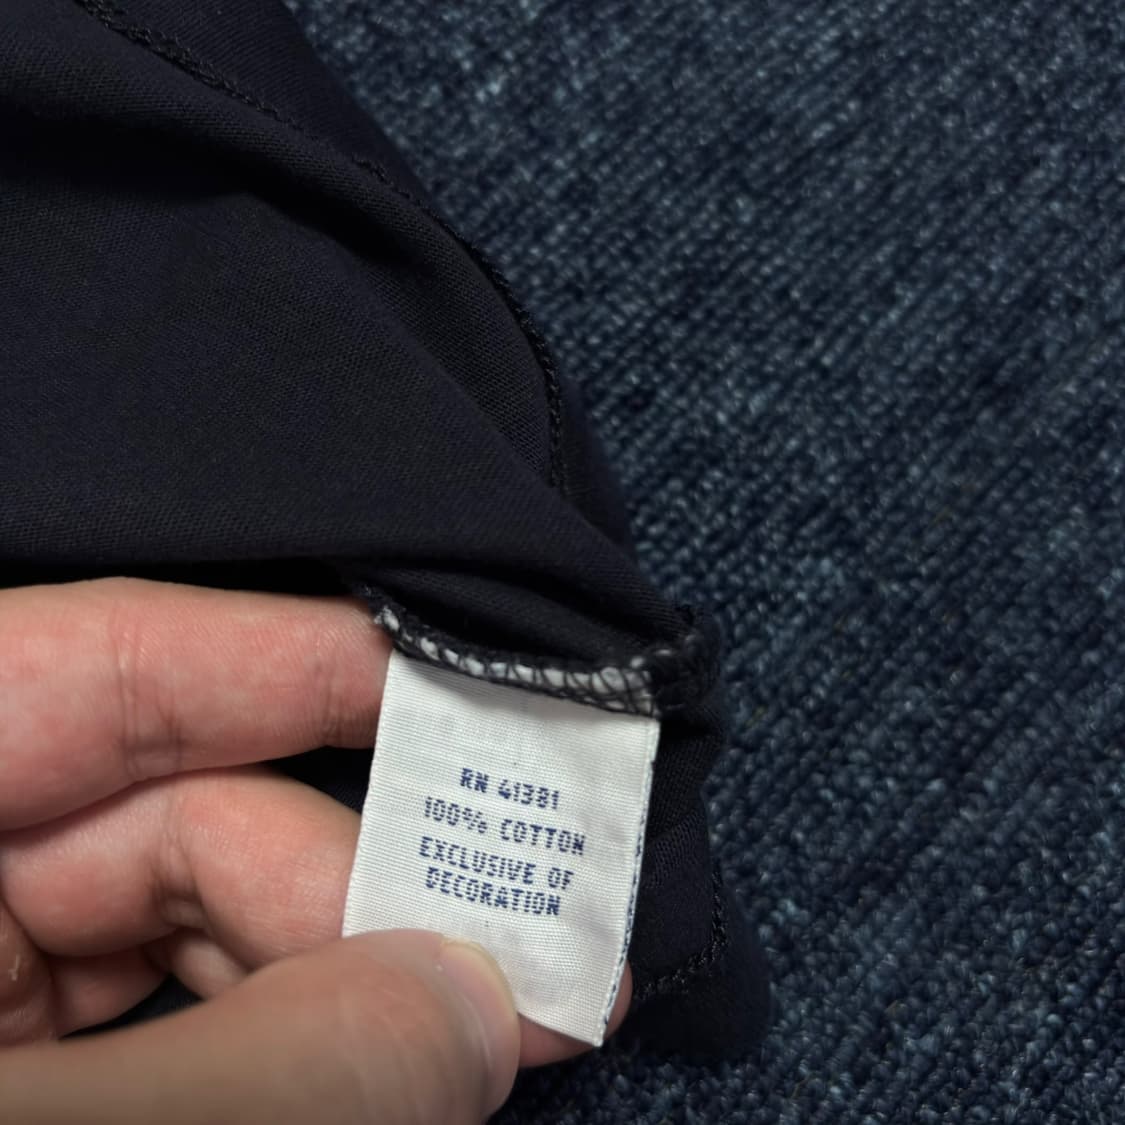 RN 41381
100% COTTON
EXCLUSIVE OF
DECORATION